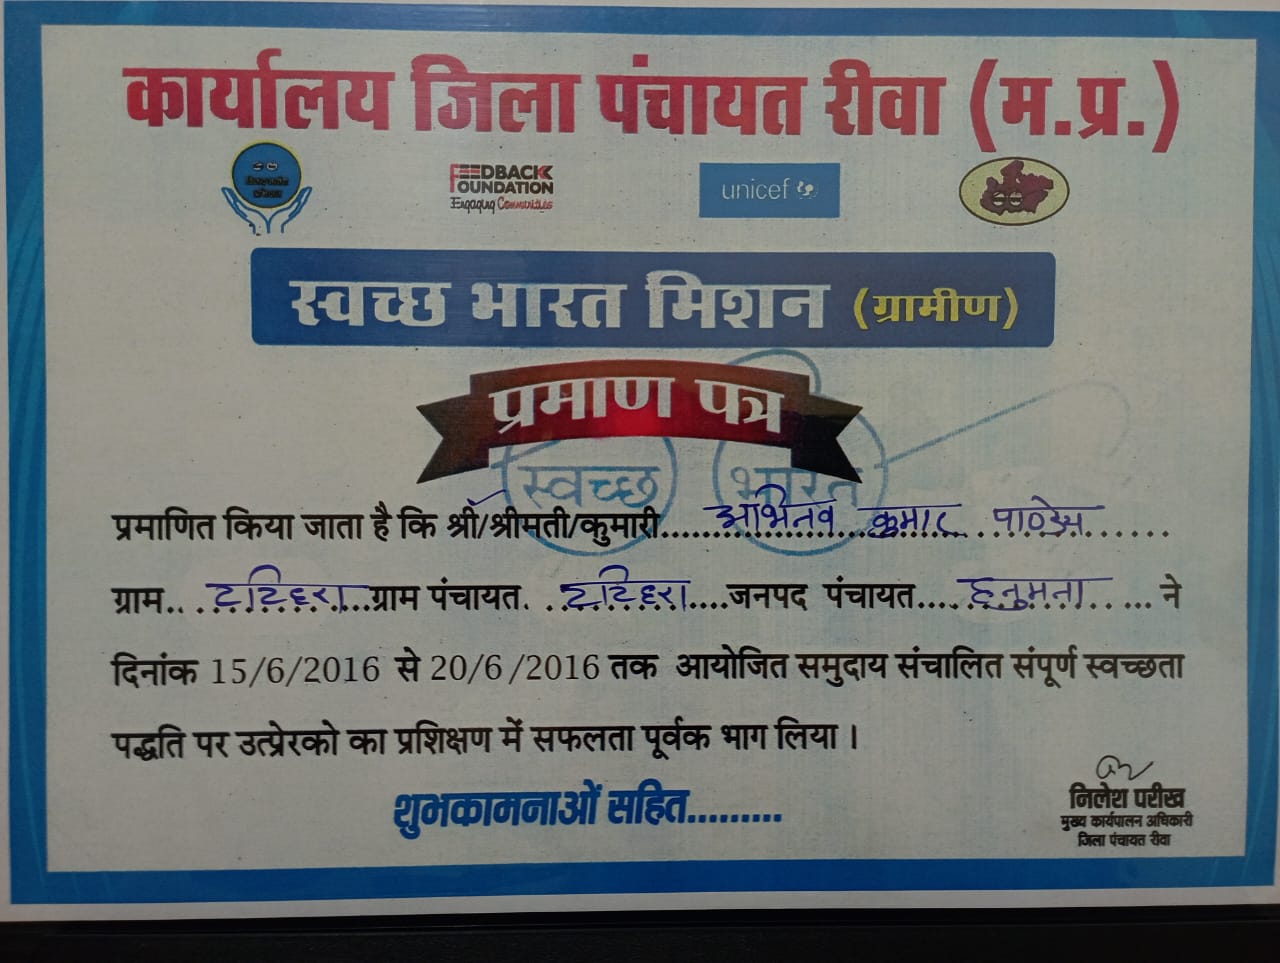 कार्यालय जिला पंचायत रीवा (म.प्र.)
FEEDBACK FOUNDATION
Engaging Communities
unicef
स्वच्छ भारत मिशन (ग्रामीण)
प्रमाण पत्र
स्वच्छ भारत
प्रमाणित किया जाता है कि श्री/श्रीमती/कुमारी.....अभिनव कुमार पाण्डेय.....
ग्राम.....टटिहरा.....ग्राम पंचायत.....टटिहरा.....जनपद पंचायत.....हनुमना..... ने
दिनांक 15/6/2016 से 20/6/2016 तक आयोजित समुदाय संचालित संपूर्ण स्वच्छता
पद्धति पर उत्प्रेरको का प्रशिक्षण में सफलता पूर्वक भाग लिया ।
शुभकामनाओं सहित.........
निलेश परीख
मुख्य कार्यपालन अधिकारी
जिला पंचायत रीवा